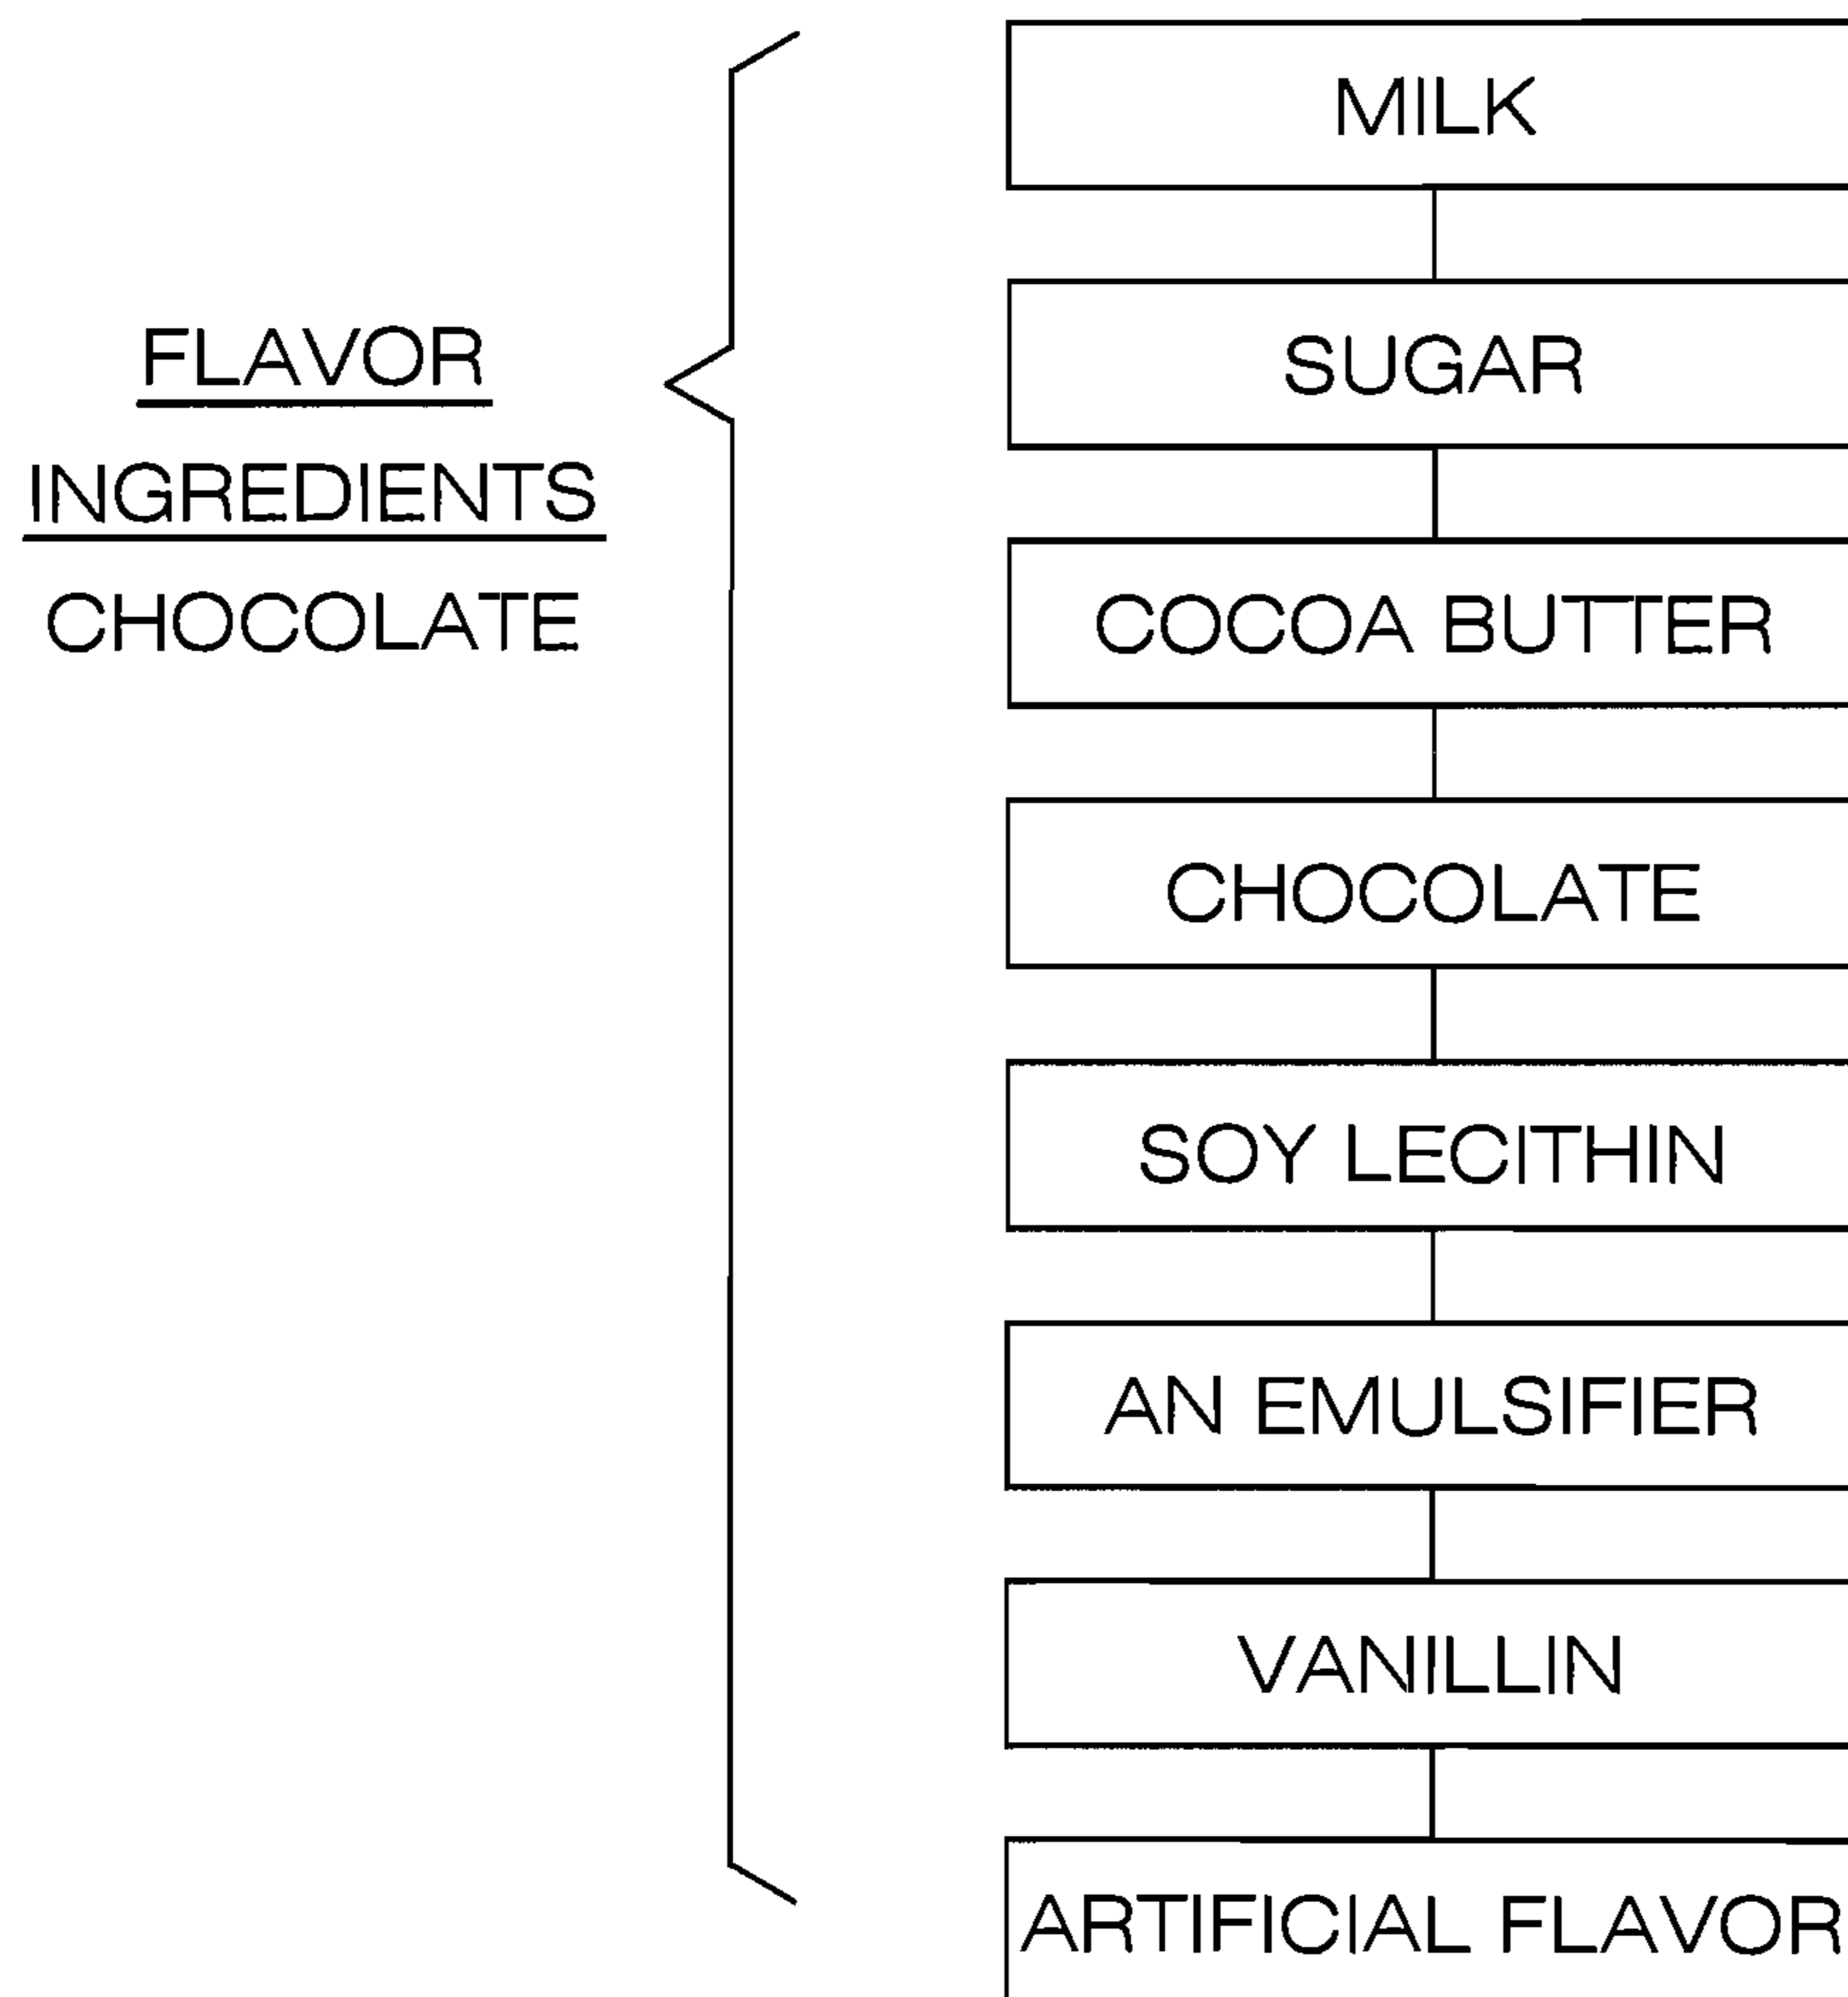 FLAVOR
INGREDIENTS
CHOCOLATE
MILK
SUGAR
COCOA BUTTER
CHOCOLATE
SOY LECITHIN
AN EMULSIFIER
VANILLIN
ARTIFICIAL FLAVOR